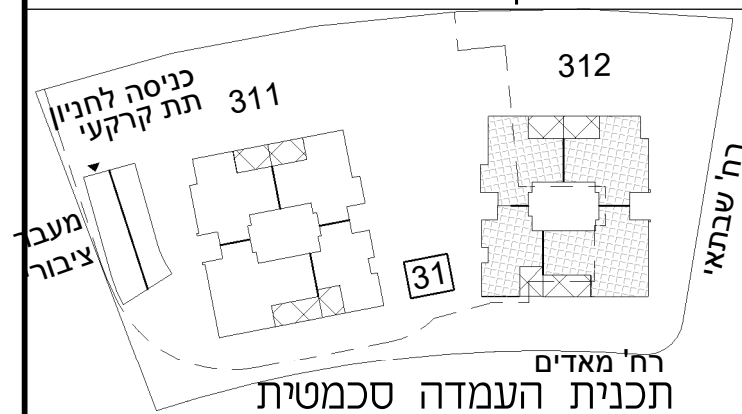 312
311
כניסה לחניון
תת קרקעי
רח' שבתאי
מעבר
ציבורי
31
רח' מאדים
תכנית העמדה סכמטית